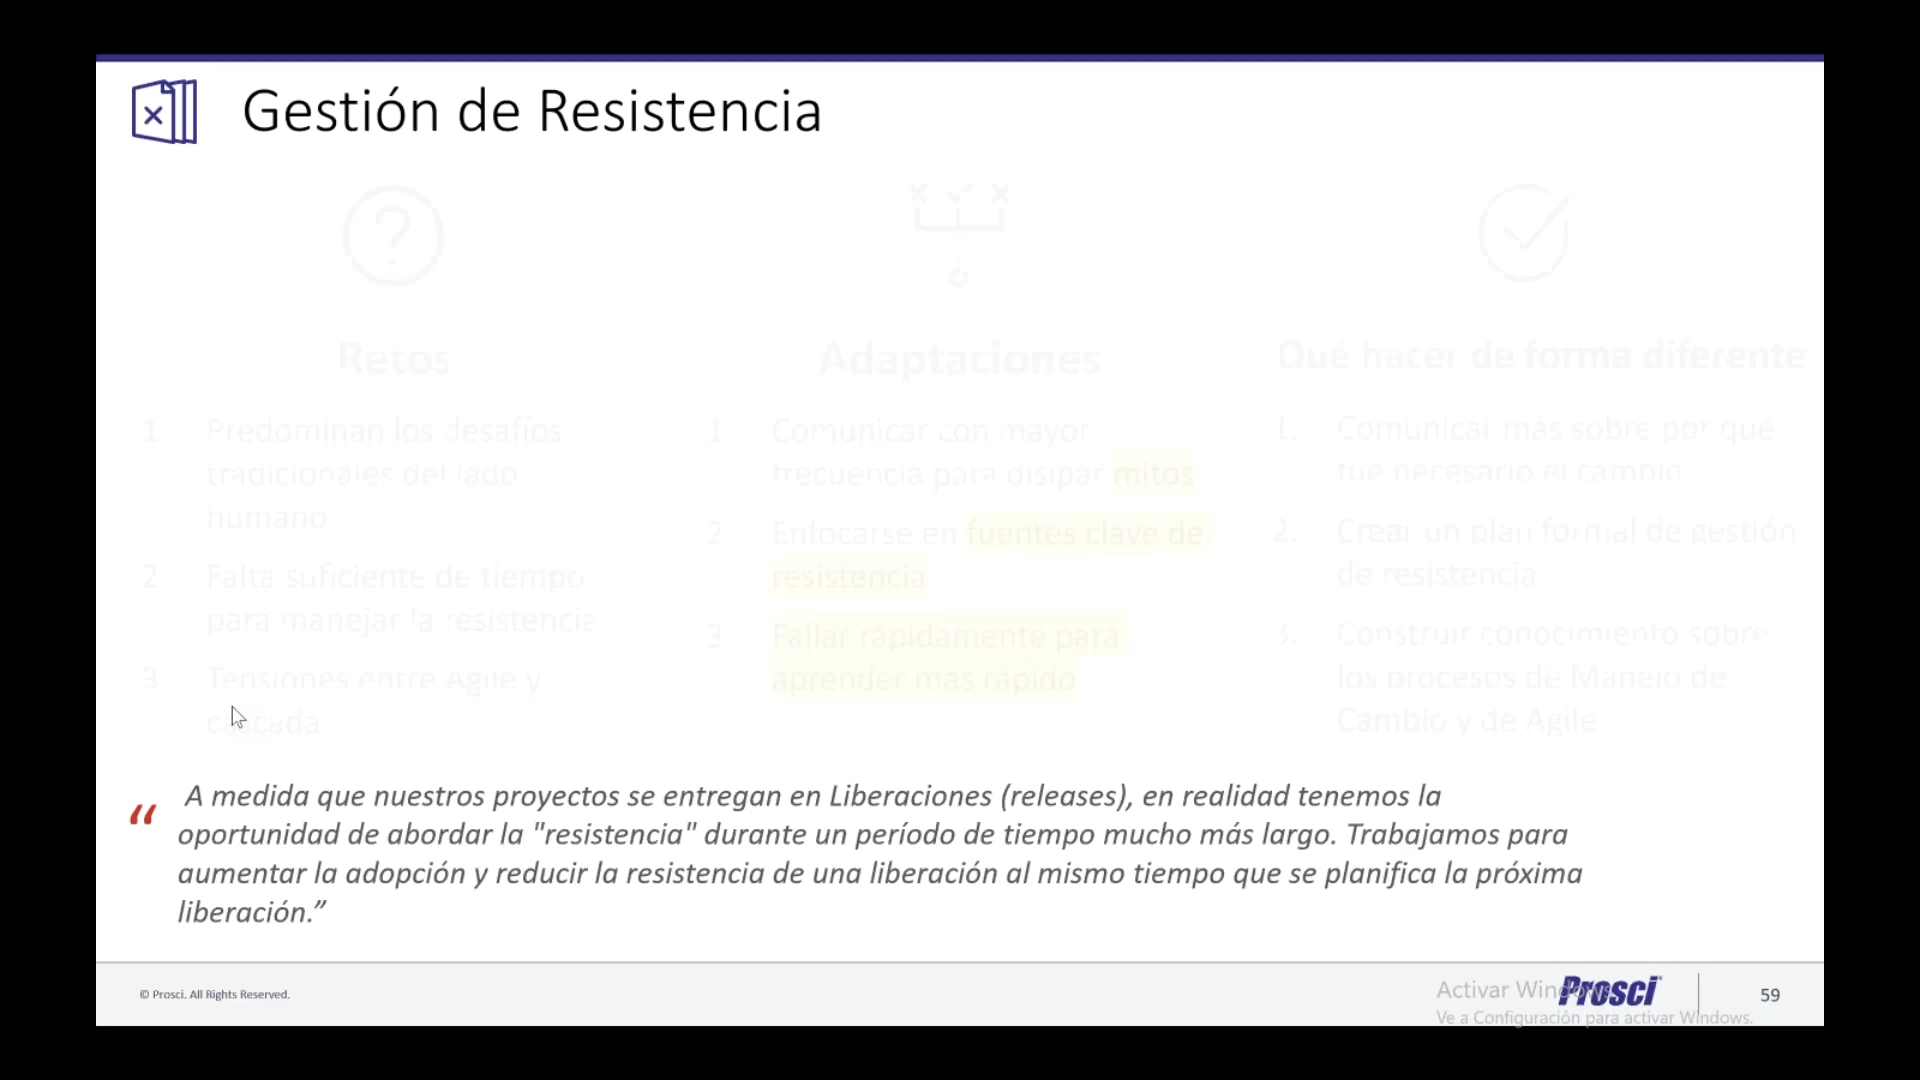 Gestión de Resistencia
Retos
1 Predominan los desafíos
tradicionales del lado
humano
2 Falta suficiente de tiempo
para manejar la resistencia
3 Tensiones entre Agile y
cascada
Adaptaciones
1 Comunicar con mayor
frecuencia para disipar mitos
2 Enfocarse en fuentes clave de
resistencia
3 Fallar rápidamente para
aprender más rápido
Qué hacer de forma diferente
1. Comunicar más sobre por qué
fue necesario el cambio
2. Crear un plan formal de gestión
de resistencia
3. Construir conocimiento sobre
los procesos de Manejo de
Cambio y de Agile
“ A medida que nuestros proyectos se entregan en Liberaciones (releases), en realidad tenemos la
oportunidad de abordar la "resistencia" durante un período de tiempo mucho más largo. Trabajamos para
aumentar la adopción y reducir la resistencia de una liberación al mismo tiempo que se planifica la próxima
liberación.”
© Prosci. All Rights Reserved.
Activar Windows
Ve a Configuración para activar Windows.
Prosci
59